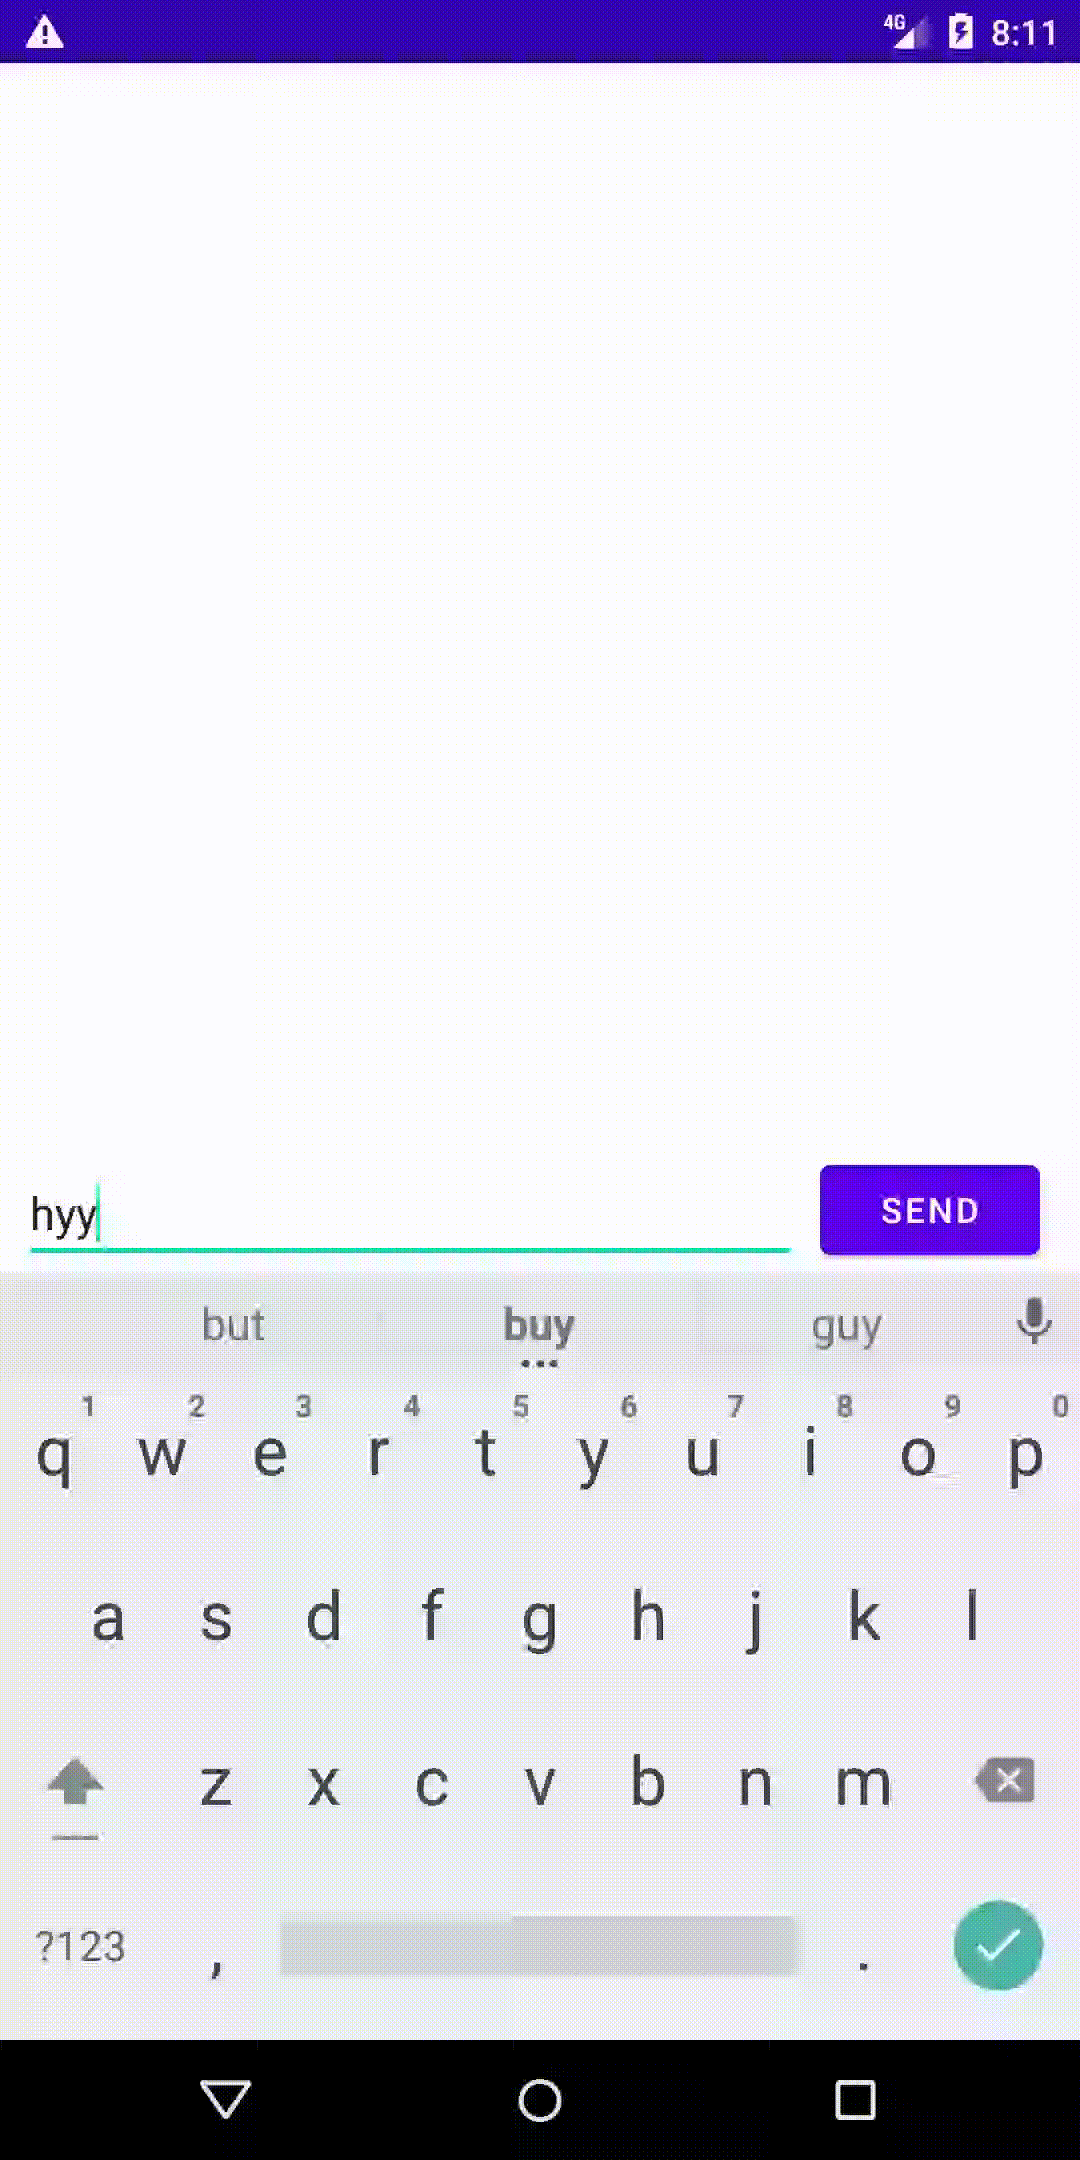 4G 8:11
hyy SEND
but buy guy
1 2 3 4 5 6 7 8 9 0
q w e r t y u i o p
a s d f g h j k l
z x c v b n m
?123 , .